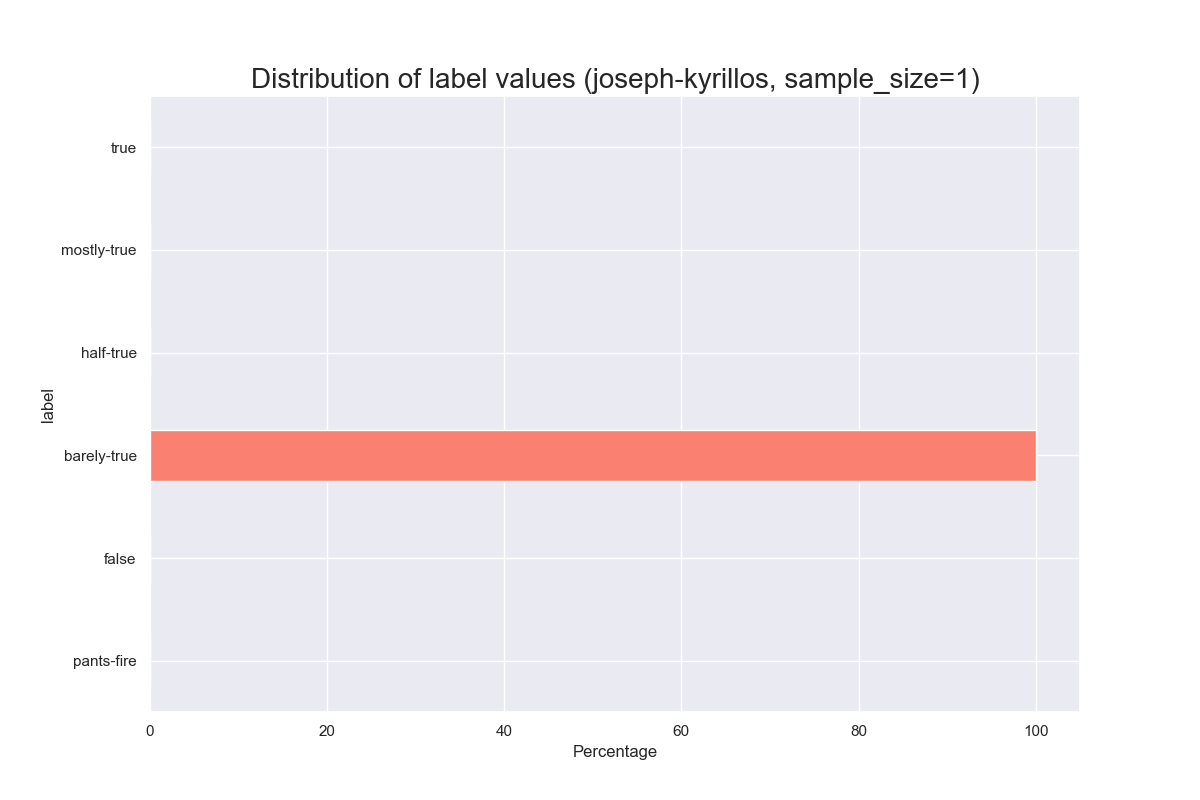 Distribution of label values (joseph-kyrillos, sample_size=1)
true
mostly-true
half-true
label
barely-true
false
pants-fire
0 20 40 60 80 100
Percentage